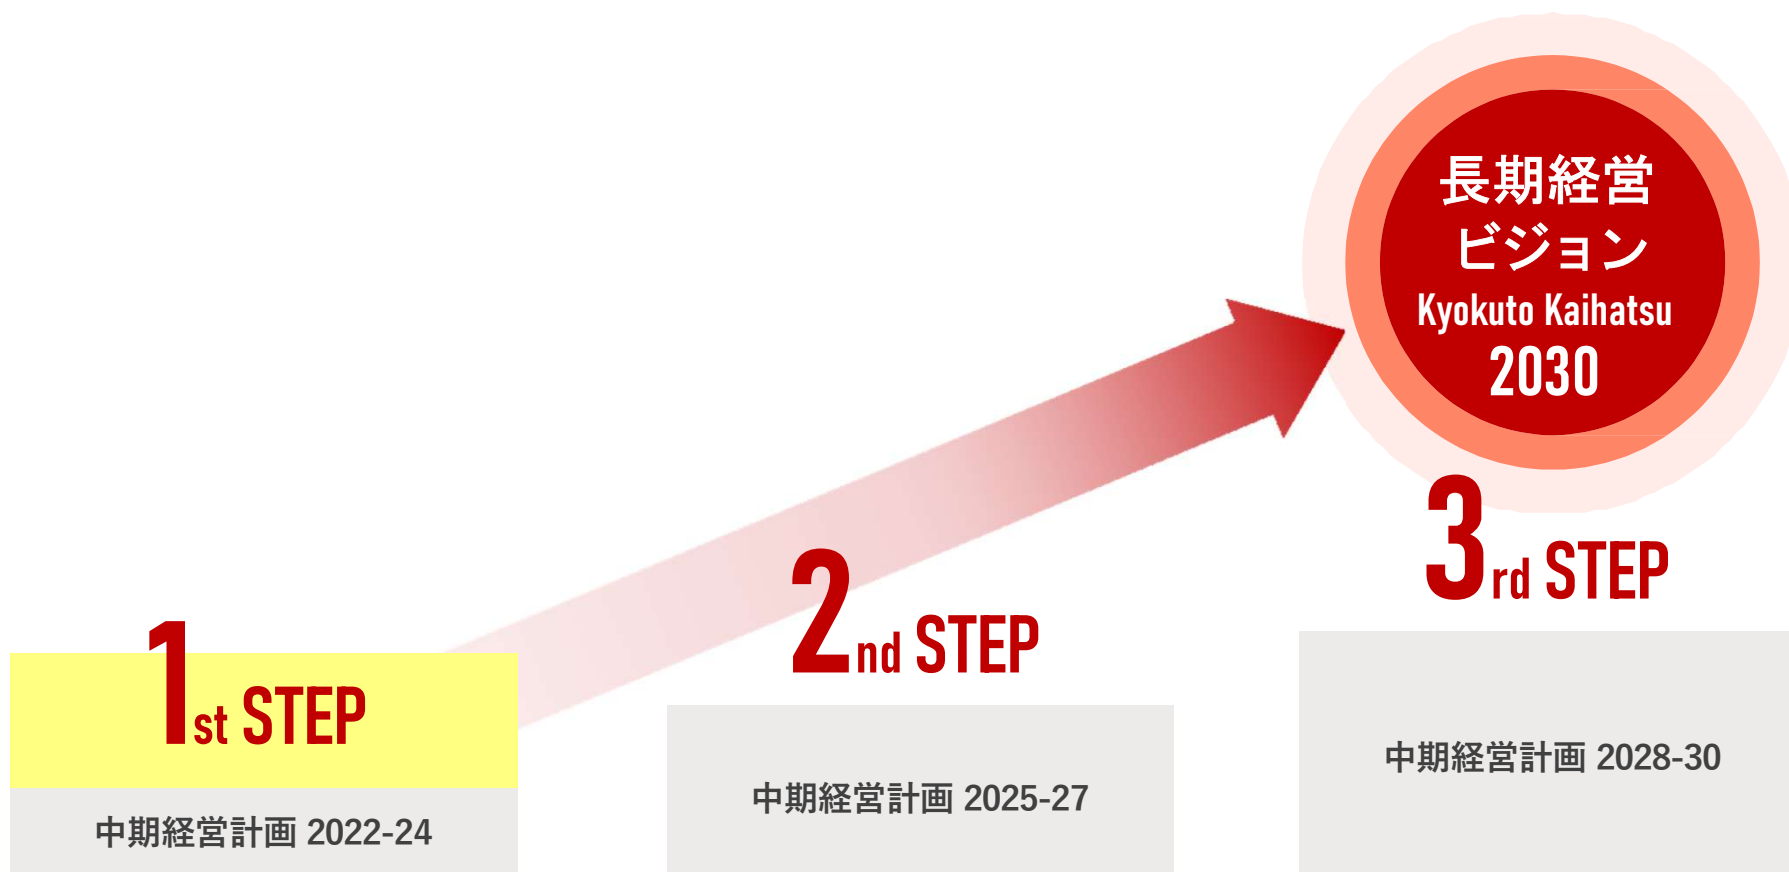 長期経営
ビジョン
Kyokuto Kaihatsu
2030
1st STEP
中期経営計画 2022-24
2nd STEP
中期経営計画 2025-27
3rd STEP
中期経営計画 2028-30